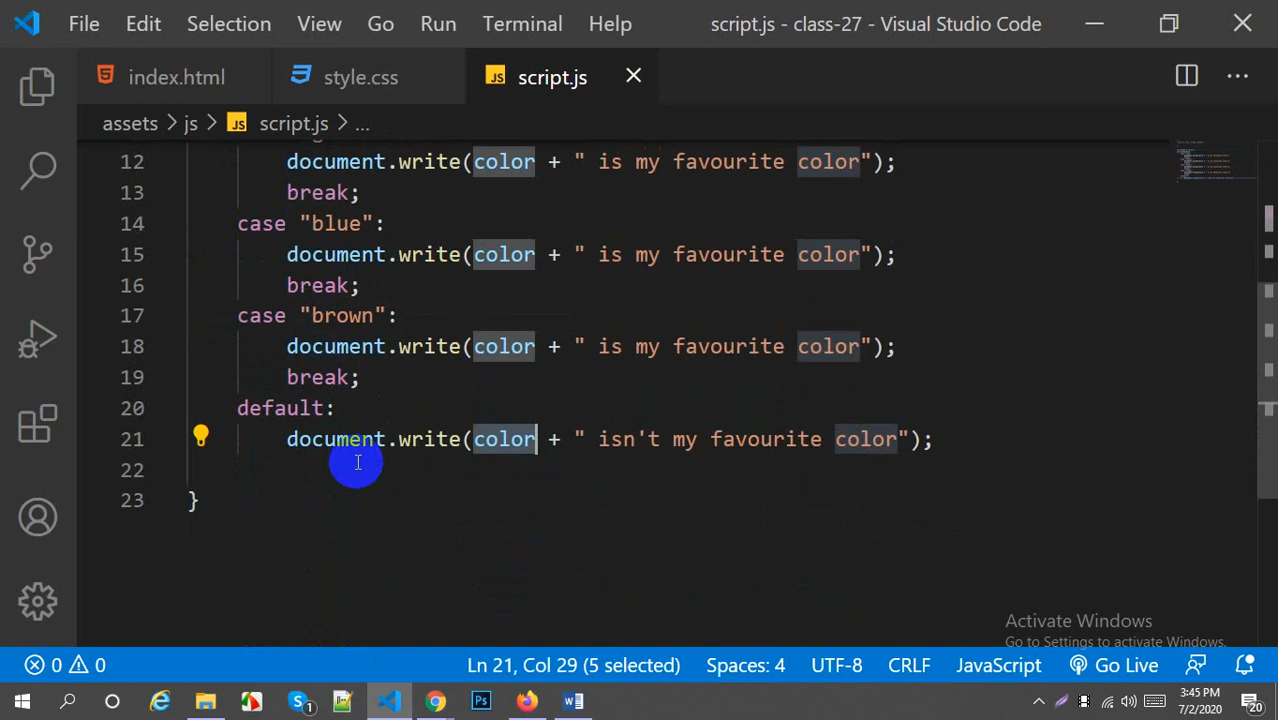 File Edit Selection View Go Run Terminal Help script.js - class-27 - Visual Studio Code
index.html style.css JS script.js
assets > js > JS script.js > ...
12 document.write(color + " is my favourite color");
13 break;
14 case "blue":
15 document.write(color + " is my favourite color");
16 break;
17 case "brown":
18 document.write(color + " is my favourite color");
19 break;
20 default:
21 document.write(color + " isn't my favourite color");
22
23 }
Activate Windows
Go to Settings to activate Windows.
0 0 Ln 21, Col 29 (5 selected) Spaces: 4 UTF-8 CRLF JavaScript Go Live
S 1 Ps W 3:45 PM
7/2/2020 20